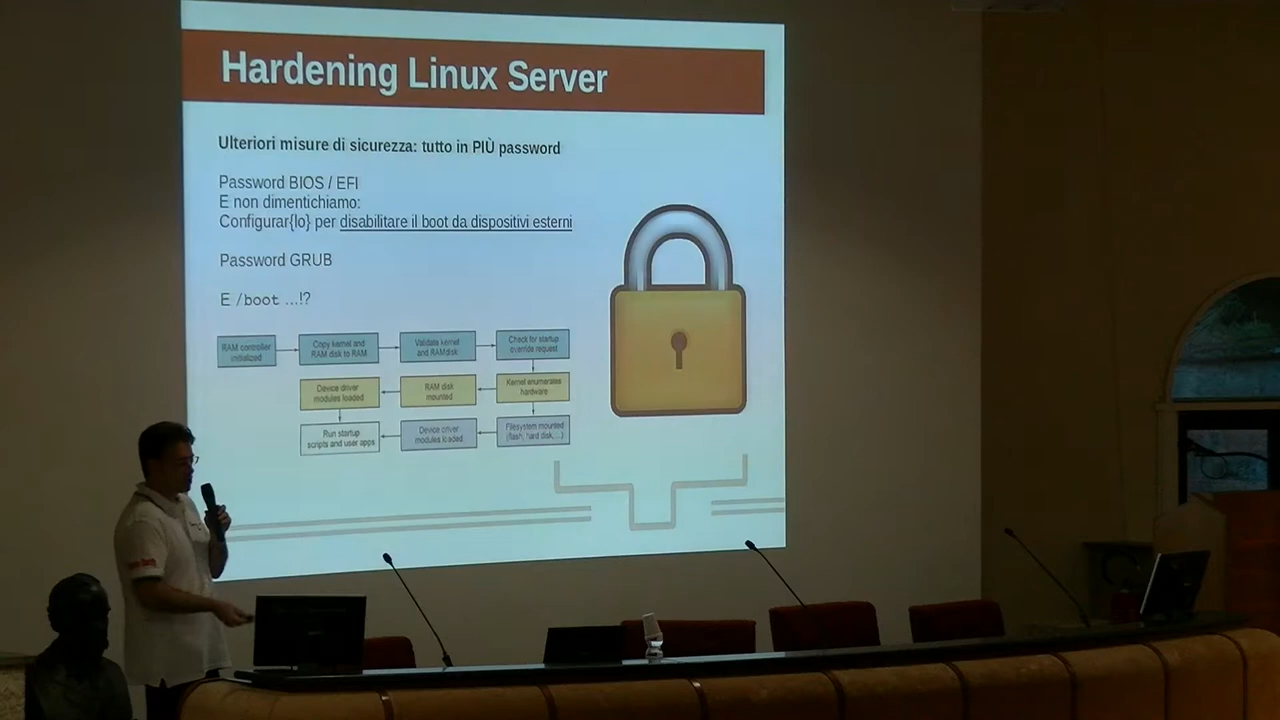 Hardening Linux Server
Ulteriori misure di sicurezza: tutto in PIÙ password
Password BIOS / EFI
E non dimentichiamo:
Configurar{lo} per disabilitare il boot da dispositivi esterni
Password GRUB
E /boot ...!?
RAM controller
initialized
Copy kernel and
RAM disk to RAM
Validate kernel
and RAMdisk
Check for startup
override request
Device driver
modules loaded
RAM disk
mounted
Kernel enumerates
hardware
Run startup
scripts and user apps
Device driver
modules loaded
Filesystem mounted
(flash, hard disk, ...)